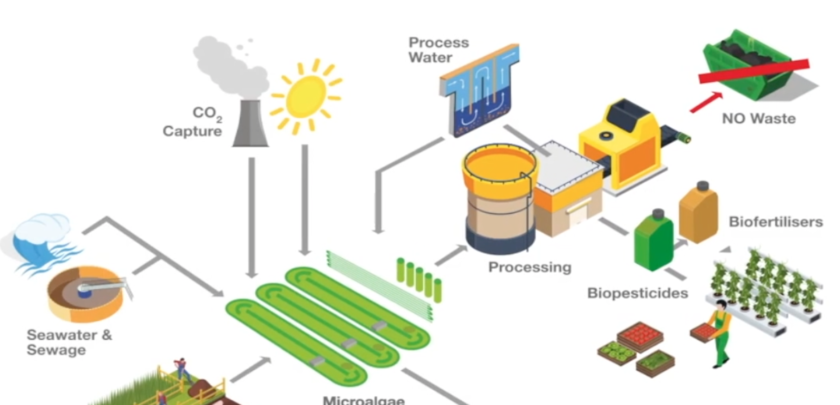 Process
Water
CO2
Capture
NO Waste
Biofertilisers
Processing
Biopesticides
Seawater &
Sewage
Microalgae